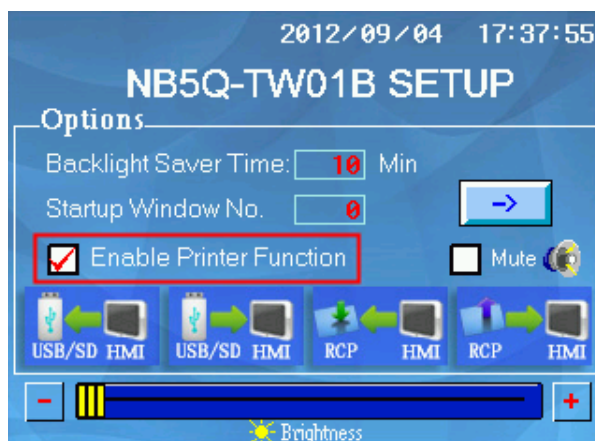 2012/09/04 17:37:55
NB5Q-TW01B SETUP
Options
Backlight Saver Time: 10 Min
Startup Window No. 0
->
Enable Printer Function
Mute
USB/SD HMI USB/SD HMI RCP HMI RCP HMI
- +
Brightness